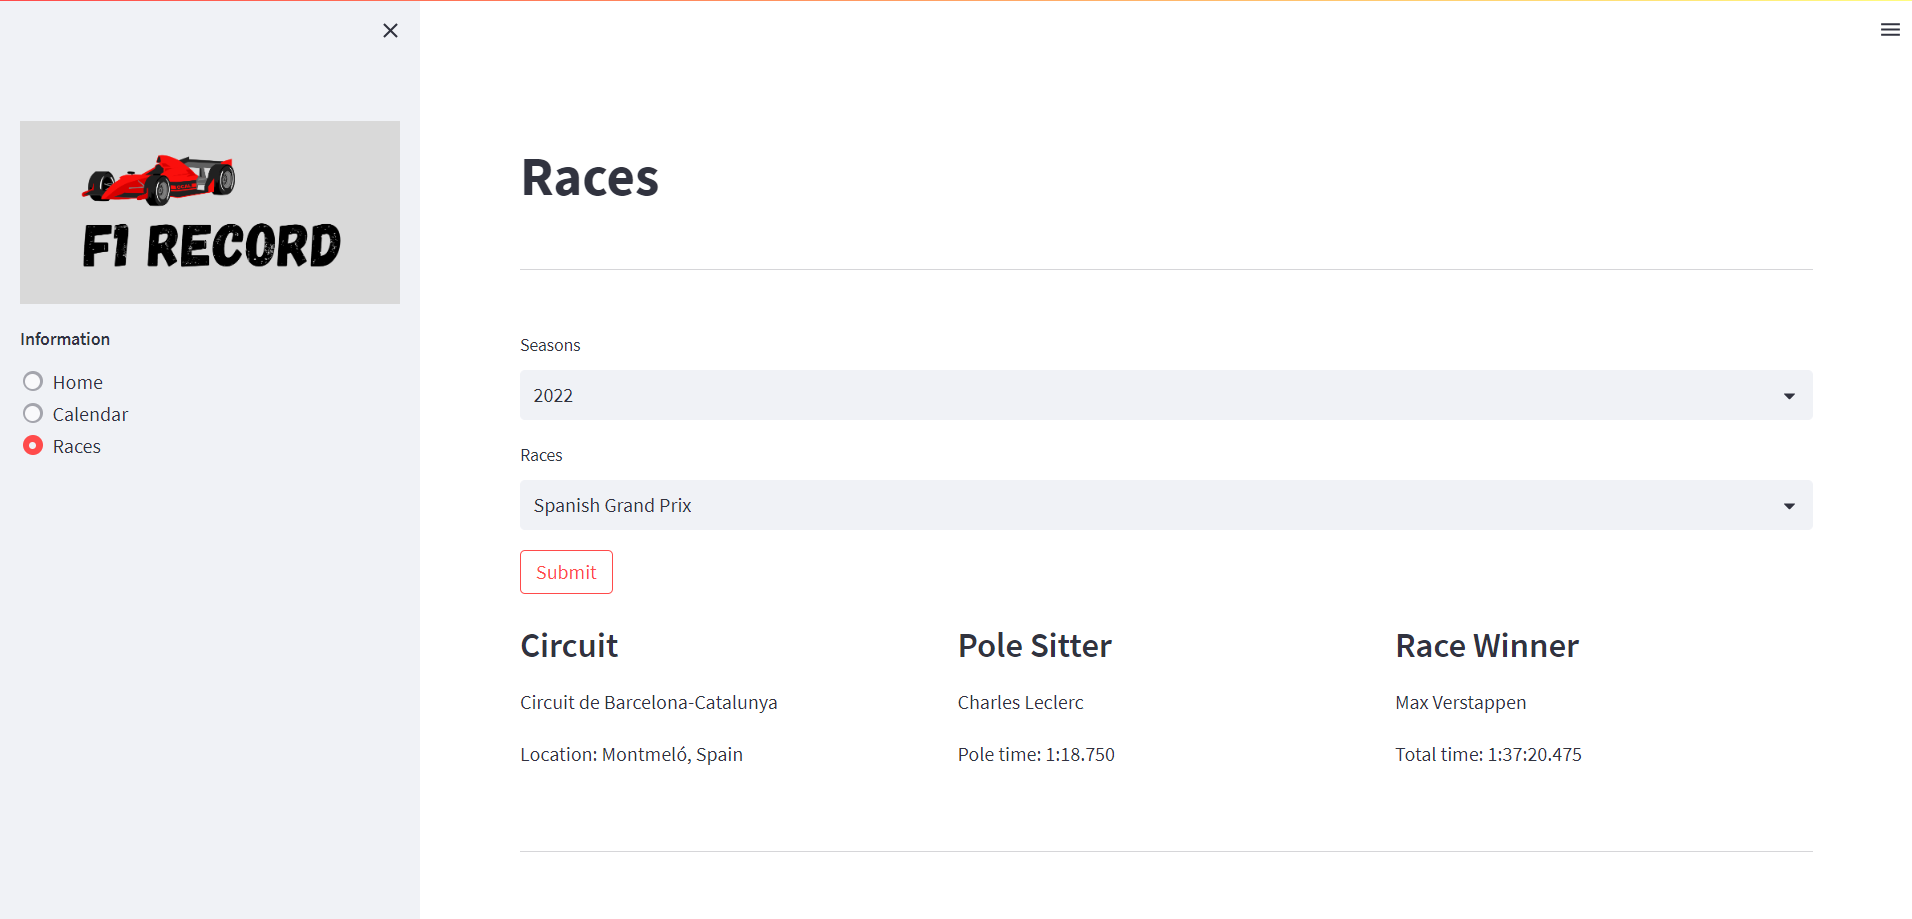 F1 RECORD
Information
Home
Calendar
Races
Races
Seasons
2022
Races
Spanish Grand Prix
Submit
Circuit
Circuit de Barcelona-Catalunya
Location: Montmeló, Spain
Pole Sitter
Charles Leclerc
Pole time: 1:18.750
Race Winner
Max Verstappen
Total time: 1:37:20.475